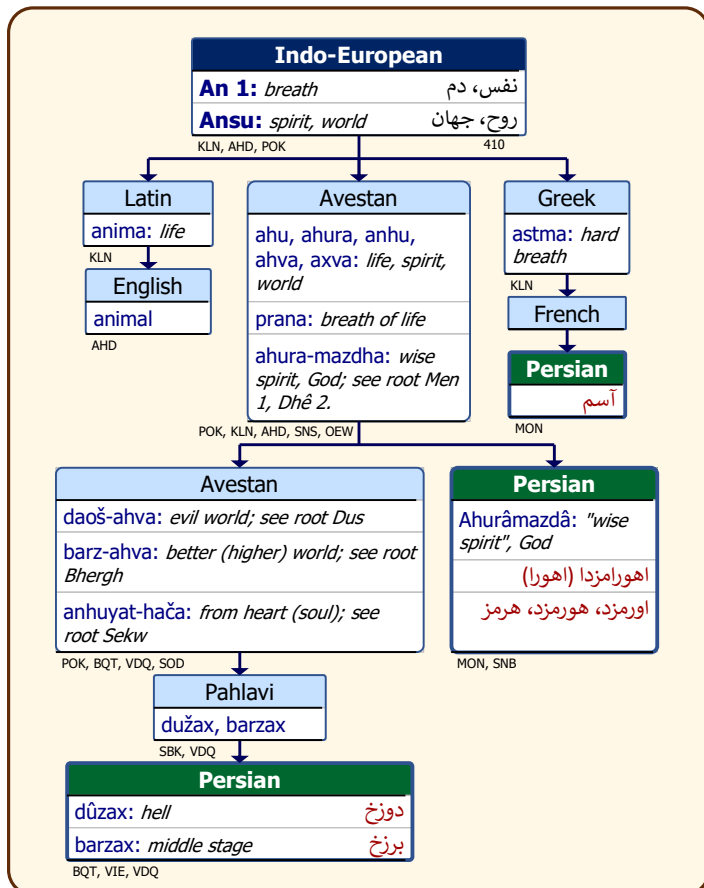 Indo-European
An 1: breath نفس، دم
Ansu: spirit, world روح، جهان
KLN, AHD, POK 410
Latin
anima: life
KLN
English
animal
AHD
Avestan
ahu, ahura, anhu,
ahva, axva: life, spirit,
world
prana: breath of life
ahura-mazdha: wise
spirit, God; see root Men
1, Dhê 2.
POK, KLN, AHD, SNS, OEW
Greek
astma: hard
breath
KLN
French
Persian
آسم
MON
Avestan
daoš-ahva: evil world; see root Dus
barz-ahva: better (higher) world; see root
Bhergh
anhuyat-hača: from heart (soul); see
root Sekw
POK, BQT, VDQ, SOD
Persian
Ahurâmazdâ: "wise
spirit", God
اهورامزدا (اهورا)
اورمزد، هورمزد، هرمز
MON, SNB
Pahlavi
dužax, barzax
SBK, VDQ
Persian
dûzax: hell دوزخ
barzax: middle stage برزخ
BQT, VIE, VDQ